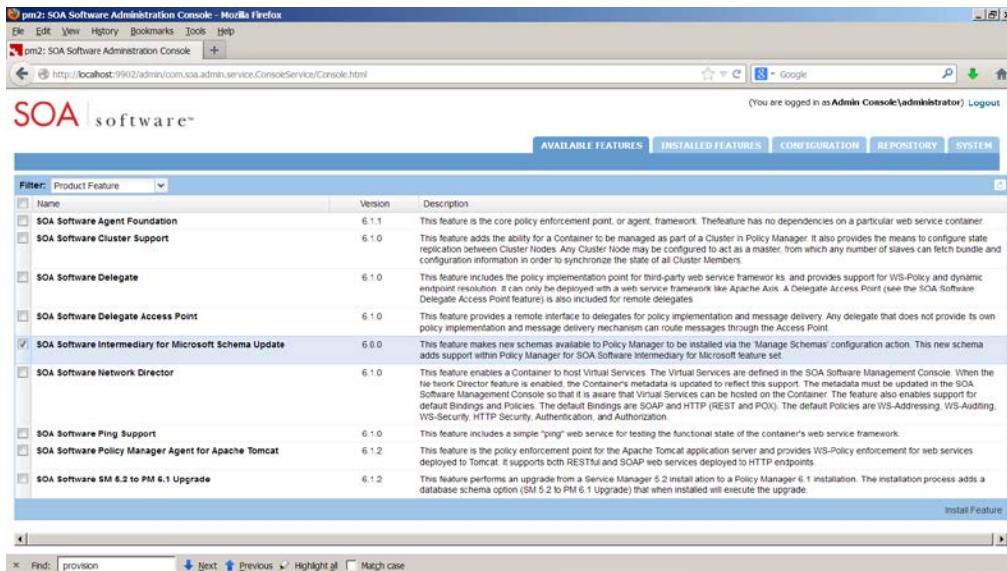 pm2: SOA Software Administration Console - Mozilla Firefox
File Edit View History Bookmarks Tools Help
pm2: SOA Software Administration Console +
http://localhost:9902/admin/com.soa.admin.service.ConsoleService/Console.html
Google
(You are logged in as Admin Console\administrator) Logout
SOA software
AVAILABLE FEATURES INSTALLED FEATURES CONFIGURATION REPOSITORY SYSTEM
Filter: Product Feature
Name Version Description
SOA Software Agent Foundation 6.1.1 This feature is the core policy enforcement point, or agent, framework. Thefeature has no dependencies on a particular web service container.
SOA Software Cluster Support 6.1.0 This feature adds the ability for a Container to be managed as part of a Cluster in Policy Manager. It also provides the means to configure state
replication between Cluster Nodes. Any Cluster Node may be configured to act as a master, from which any number of slaves can fetch bundle and
configuration information in order to synchronize the state of all Cluster Members.
SOA Software Delegate 6.1.0 This feature includes the policy implementation point for third-party web service framewor ks. and provides support for WS-Policy and dynamic
endpoint resolution. It can only be deployed with a web service framework like Apache Axis. A Delegate Access Point (see the SOA Software
Delegate Access Point feature) is also included for remote delegates.
SOA Software Delegate Access Point 6.1.0 This feature provides a remote interface to delegates for policy implementation and message delivery. Any delegate that does not provide its own
policy implementation and message delivery mechanism can route messages through the Access Point.
SOA Software Intermediary for Microsoft Schema Update 6.0.0 This feature makes new schemas available to Policy Manager to be installed via the 'Manage Schemas' configuration action. This new schema
adds support within Policy Manager for SOA Software Intermediary for Microsoft feature set.
SOA Software Network Director 6.1.0 This feature enables a Container to host Virtual Services. The Virtual Services are defined in the SOA Software Management Console. When the
Ne twork Director feature is enabled, the Container's metadata is updated to reflect this support. The metadata must be updated in the SOA
Software Management Console so that it is aware that Virtual Services can be hosted on the Container. The feature also enables support for
default Bindings and Policies. The default Bindings are SOAP and HTTP (REST and POX). The default Policies are WS-Addressing, WS-Auditing,
WS-Security, HTTP Security, Authentication, and Authorization.
SOA Software Ping Support 6.1.0 This feature includes a simple "ping" web service for testing the functional state of the container's web service framework.
SOA Software Policy Manager Agent for Apache Tomcat 6.1.2 This feature is the policy enforcement point for the Apache Tomcat application server and provides WS-Policy enforcement for web services
deployed to Tomcat. It supports both RESTful and SOAP web services deployed to HTTP endpoints.
SOA Software SM 5.2 to PM 6.1 Upgrade 6.1.2 This feature performs an upgrade from a Service Manager 5.2 install ation to a Policy Manager 6.1 installation. The installation process adds a
database schema option (SM 5.2 to PM 6.1 Upgrade) that when installed will execute the upgrade.
Install Feature
Find: provision Next Previous Highlight all Match case